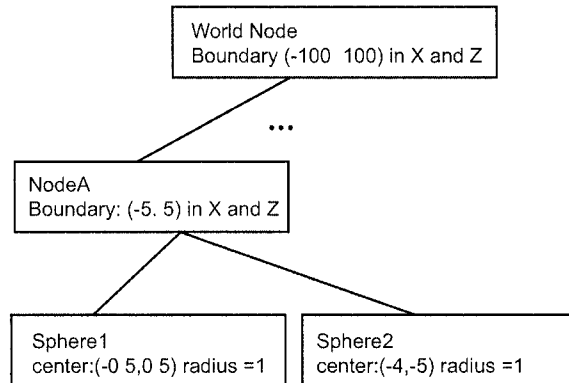 World Node
Boundary (-100 100) in X and Z
...
NodeA
Boundary: (-5. 5) in X and Z
Sphere1
center:(-0 5,0 5) radius =1
Sphere2
center:(-4,-5) radius =1